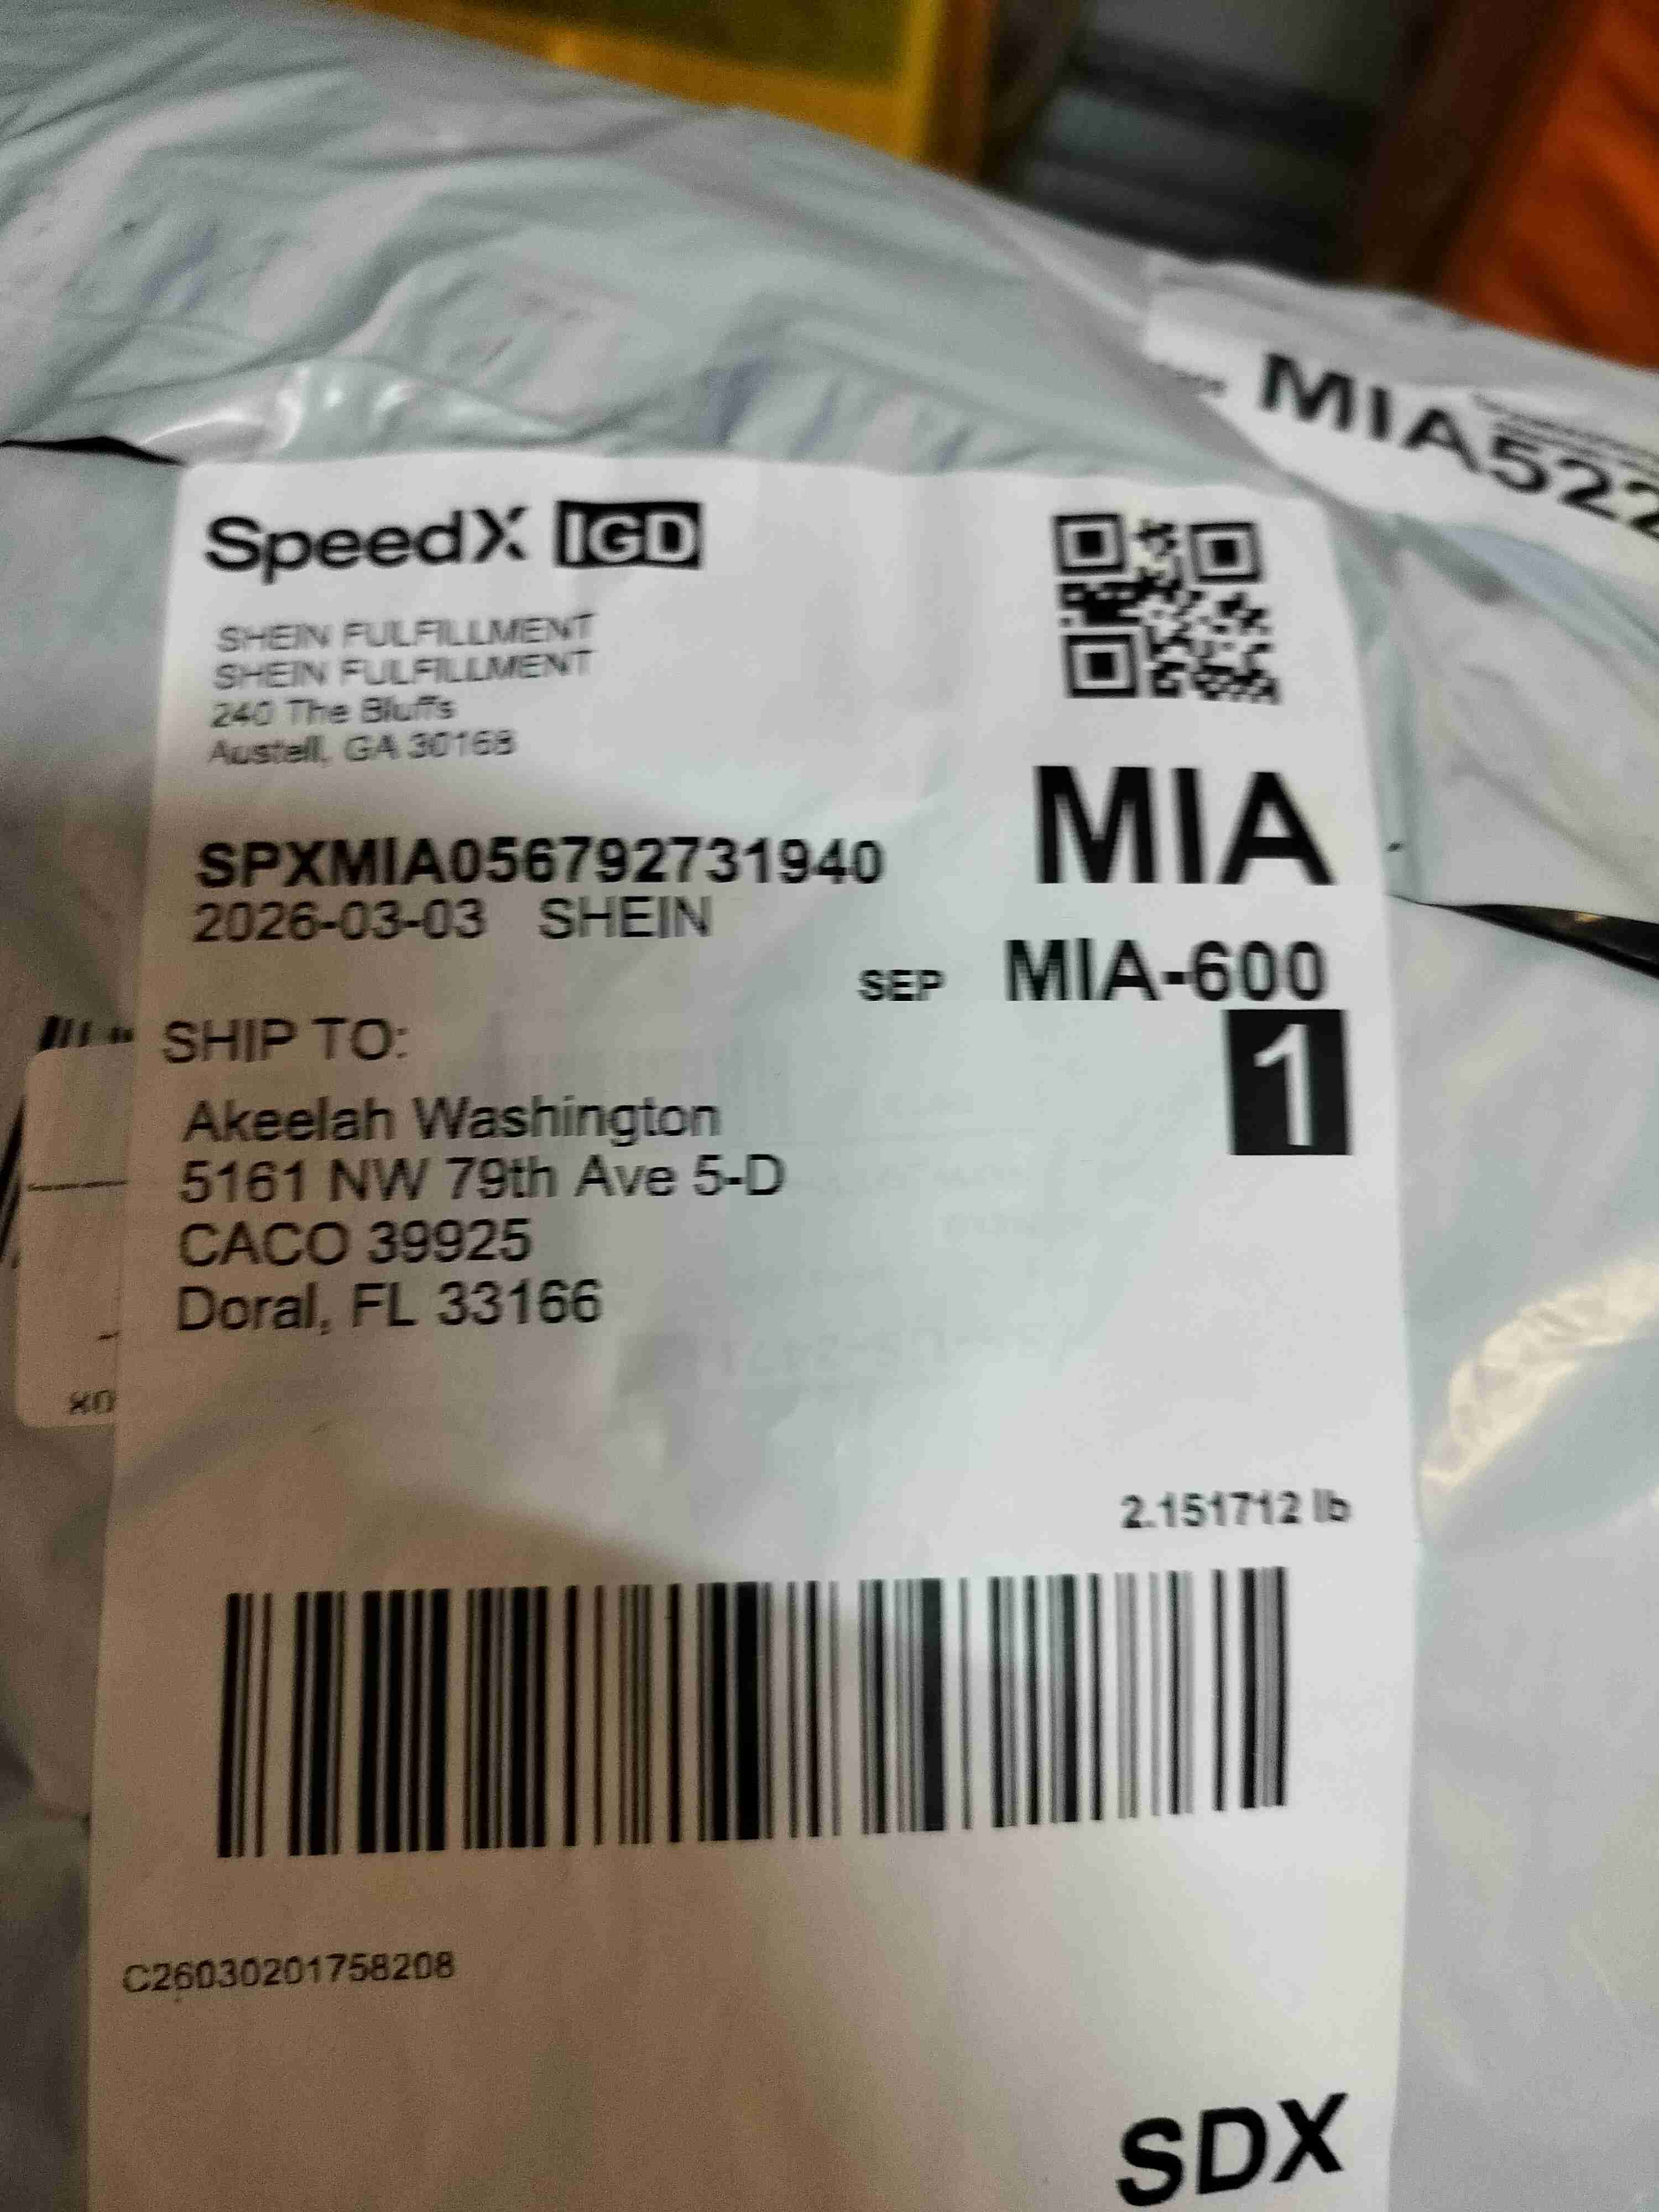 MIA522
SpeedX IGD
SHEIN FULFILLMENT
SHEIN FULFILLMENT
240 The Bluffs
Austell, GA 30168
MIA
SPXMIA056792731940
2026-03-03 SHEIN
SEP MIA-600
1
SHIP TO:
Akeelah Washington
5161 NW 79th Ave 5-D
CACO 39925
Doral, FL 33166
2.151712 lb
C26030201758208
SDX